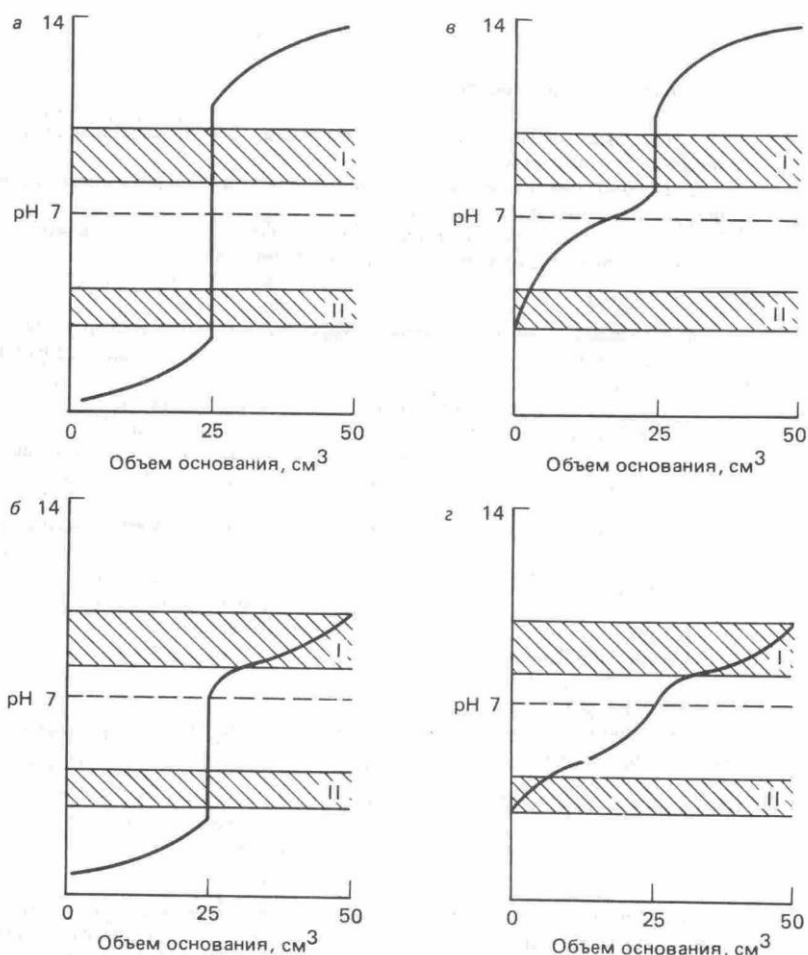 а 14
I
pH 7
II
0 25 50
Объем основания, см³
в 14
I
pH 7
II
0 25 50
Объем основания, см³
б 14
I
pH 7
II
0 25 50
Объем основания, см³
г 14
I
pH 7
II
0 25 50
Объем основания, см³